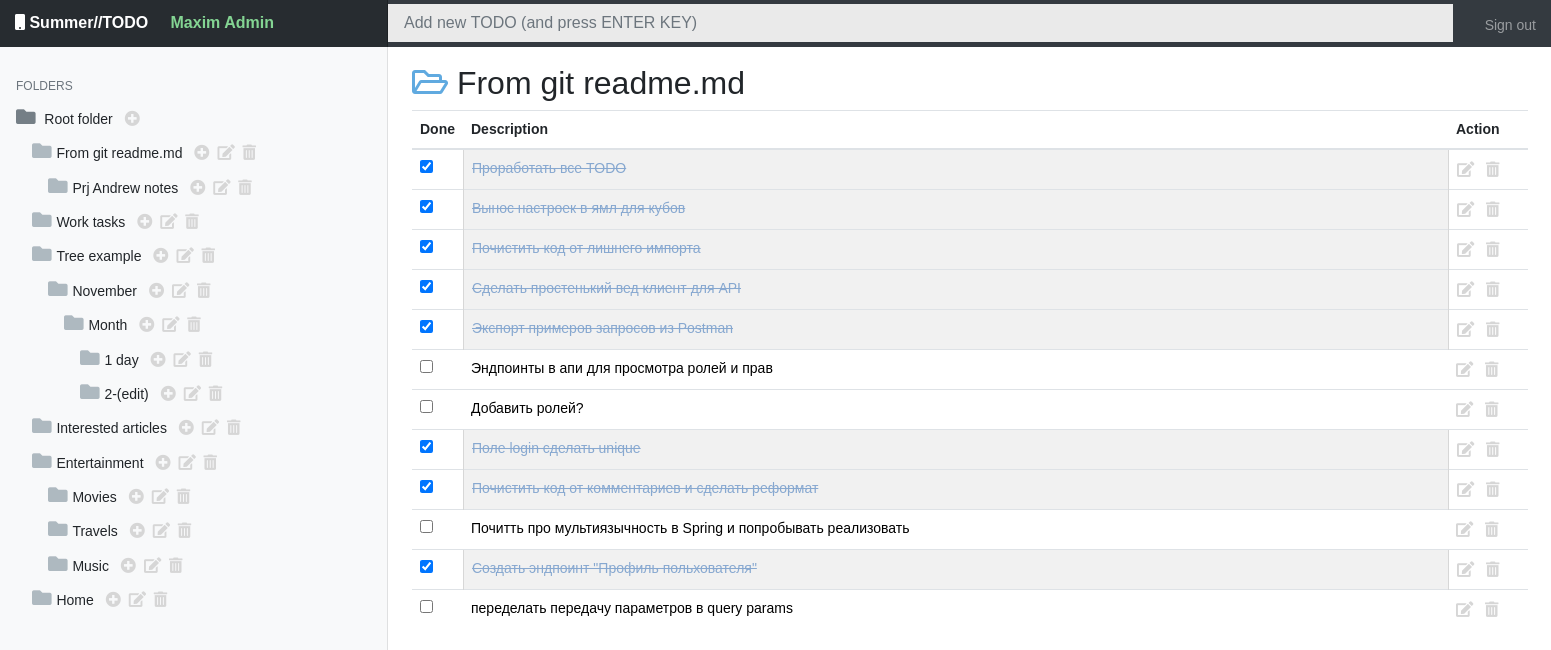 Summer//TODO Maxim Admin Add new TODO (and press ENTER KEY) Sign out
FOLDERS
Root folder
From git readme.md
Prj Andrew notes
Work tasks
Tree example
November
Month
1 day
2-(edit)
Interested articles
Entertainment
Movies
Travels
Music
Home
From git readme.md
Done Description Action
Проработать все TODO
Вынос настроек в ямл для кубов
Почистить код от лишнего импорта
Сделать простенький вед клиент для API
Экспорт примеров запросов из Postman
Эндпоинты в апи для просмотра ролей и прав
Добавить ролей?
Поле login сделать unique
Почистить код от комментариев и сделать реформат
Почитть про мультиязычность в Spring и попробывать реализовать
Создать эндпоинт "Профиль польхователя"
переделать передачу параметров в query params